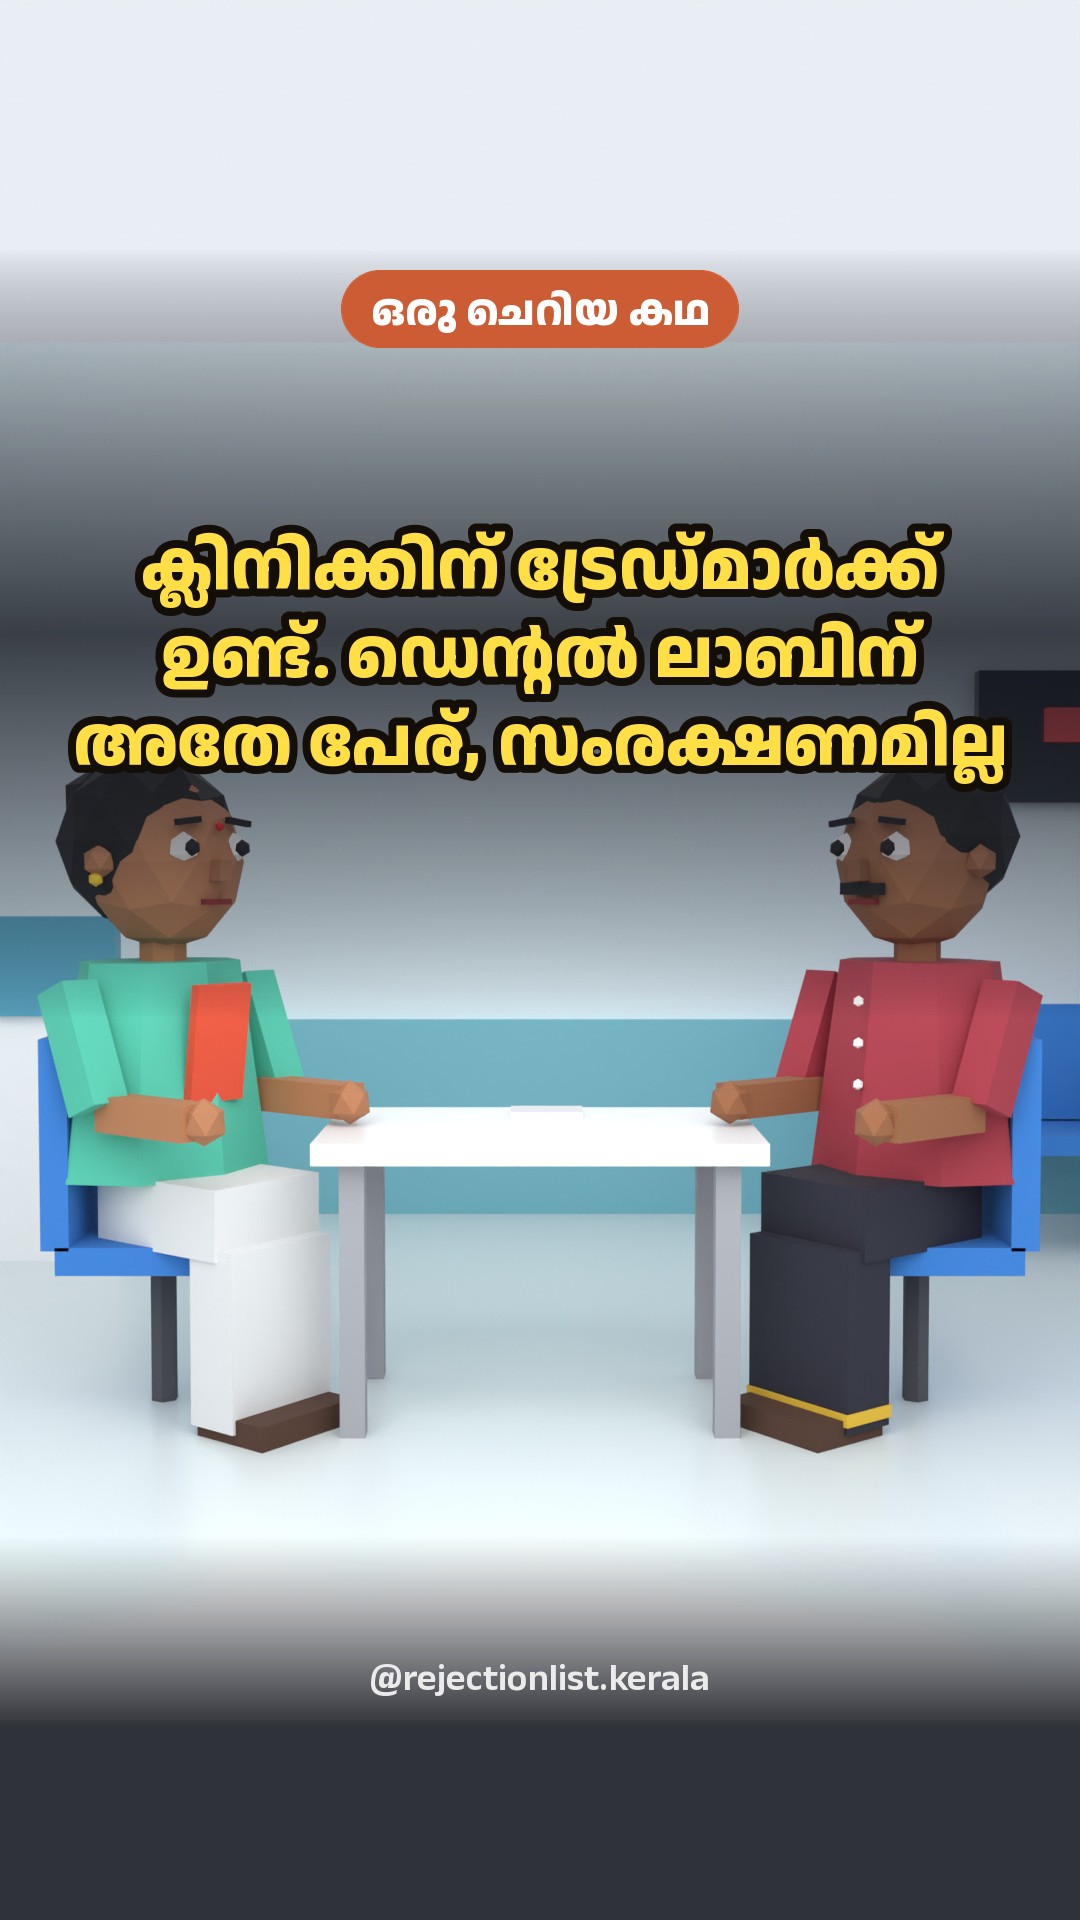 ഒരു ചെറിയ കഥ
ക്ലിനിക്കിന് ട്രേഡ്മാർക്ക്
ഉണ്ട്. ഡെന്റൽ ലാബിന്
അതേ പേര്, സംരക്ഷണമില്ല
@rejectionlist.kerala